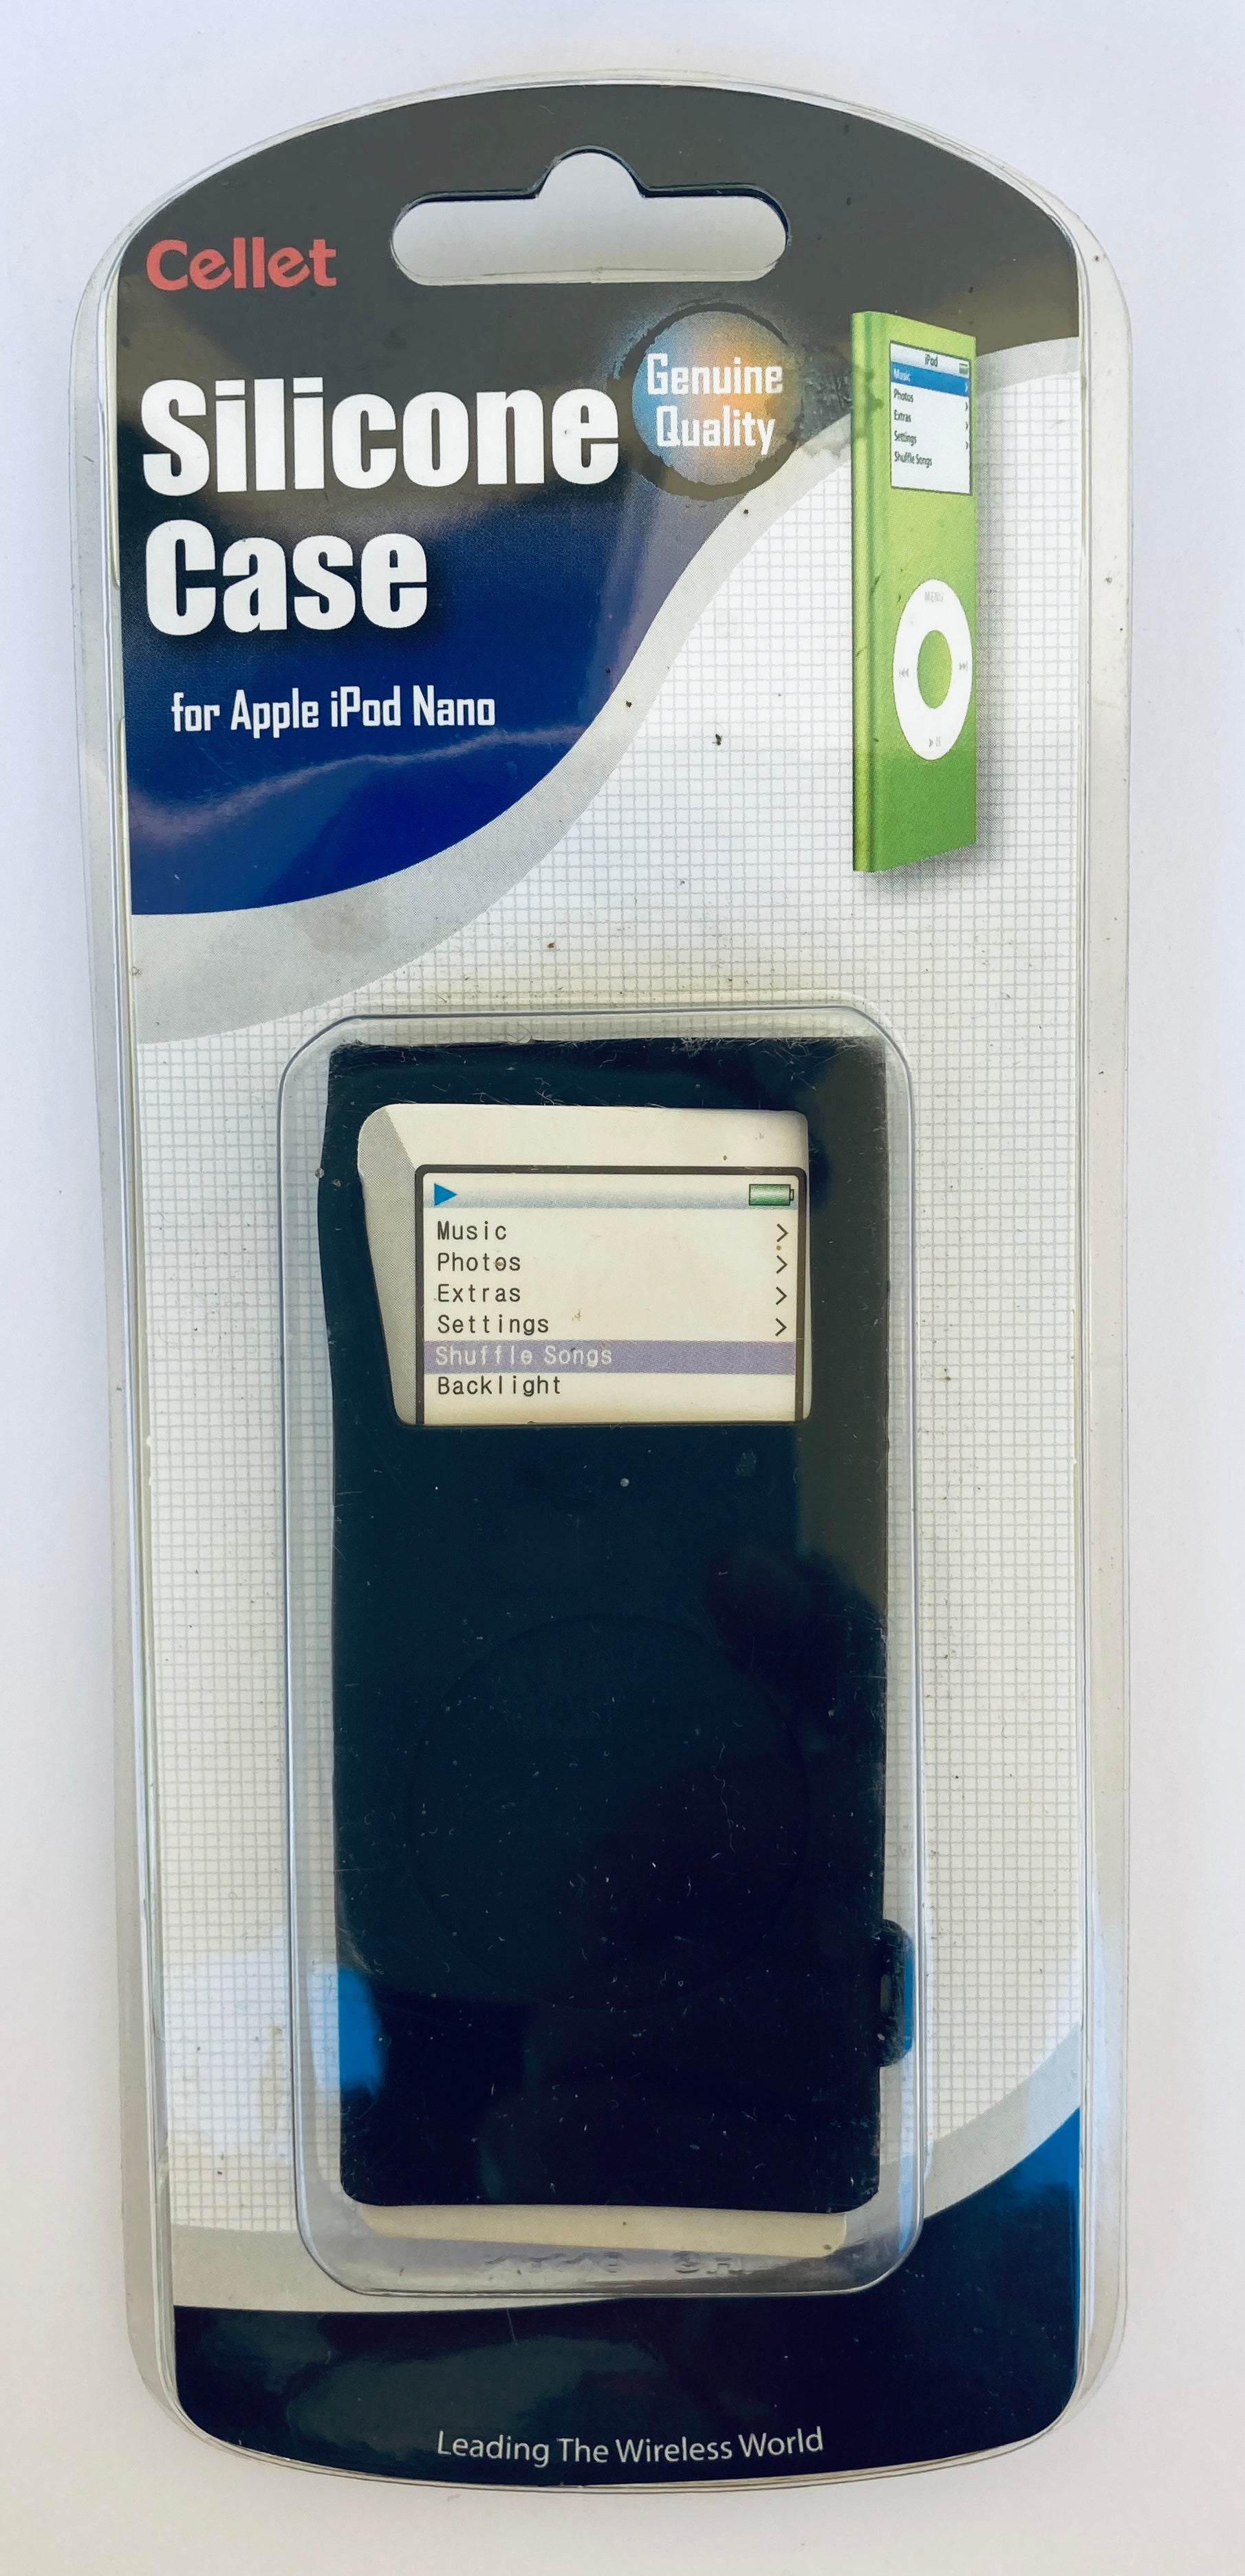 Cellet
Genuine
Quality
Silicone
Case
for Apple iPod Nano
iPod
Music
Photos
Extras
Settings
Shuffle Songs
MENU
Music
Photos
Extras
Settings
Shuffle Songs
Backlight
Leading The Wireless World